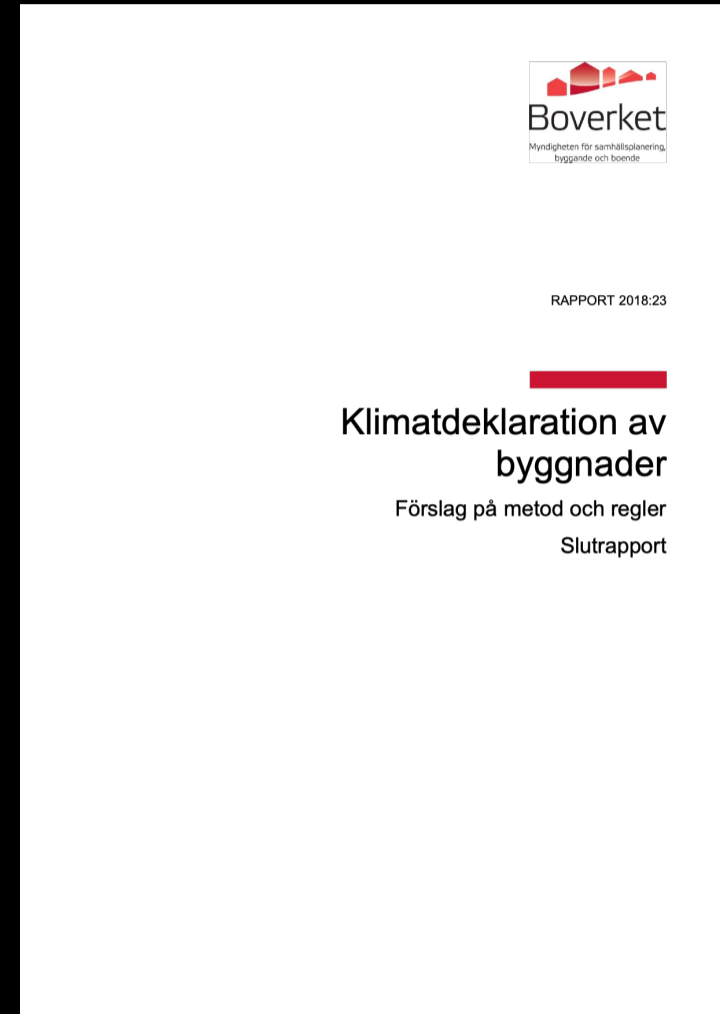 Boverket
Myndigheten för samhällsplanering,
byggande och boende
RAPPORT 2018:23
Klimatdeklaration av
byggnader
Förslag på metod och regler
Slutrapport